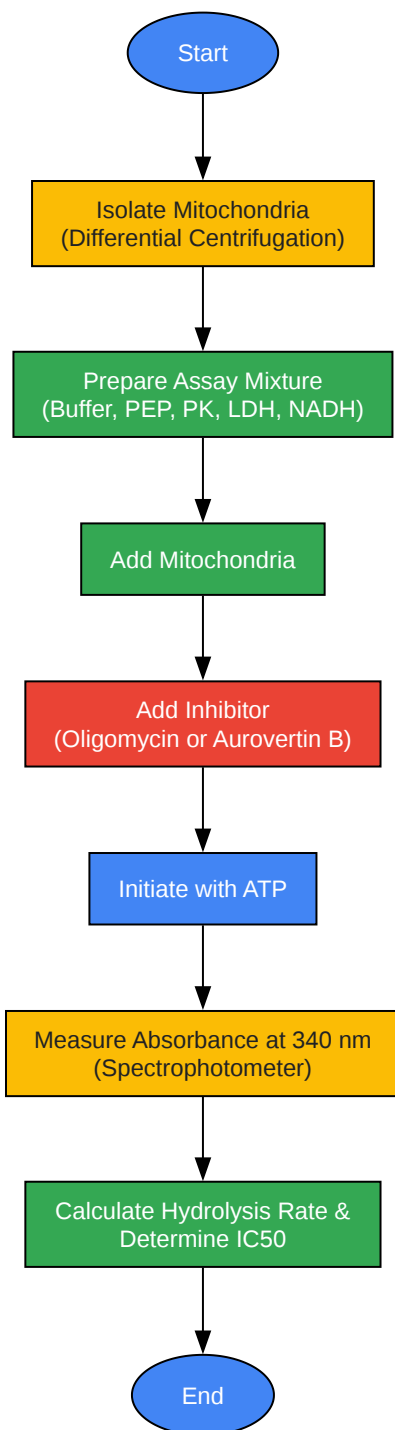 Start
Isolate Mitochondria
(Differential Centrifugation)
Prepare Assay Mixture
(Buffer, PEP, PK, LDH, NADH)
Add Mitochondria
Add Inhibitor
(Oligomycin or Aurovertin B)
Initiate with ATP
Measure Absorbance at 340 nm
(Spectrophotometer)
Calculate Hydrolysis Rate &
Determine IC50
End